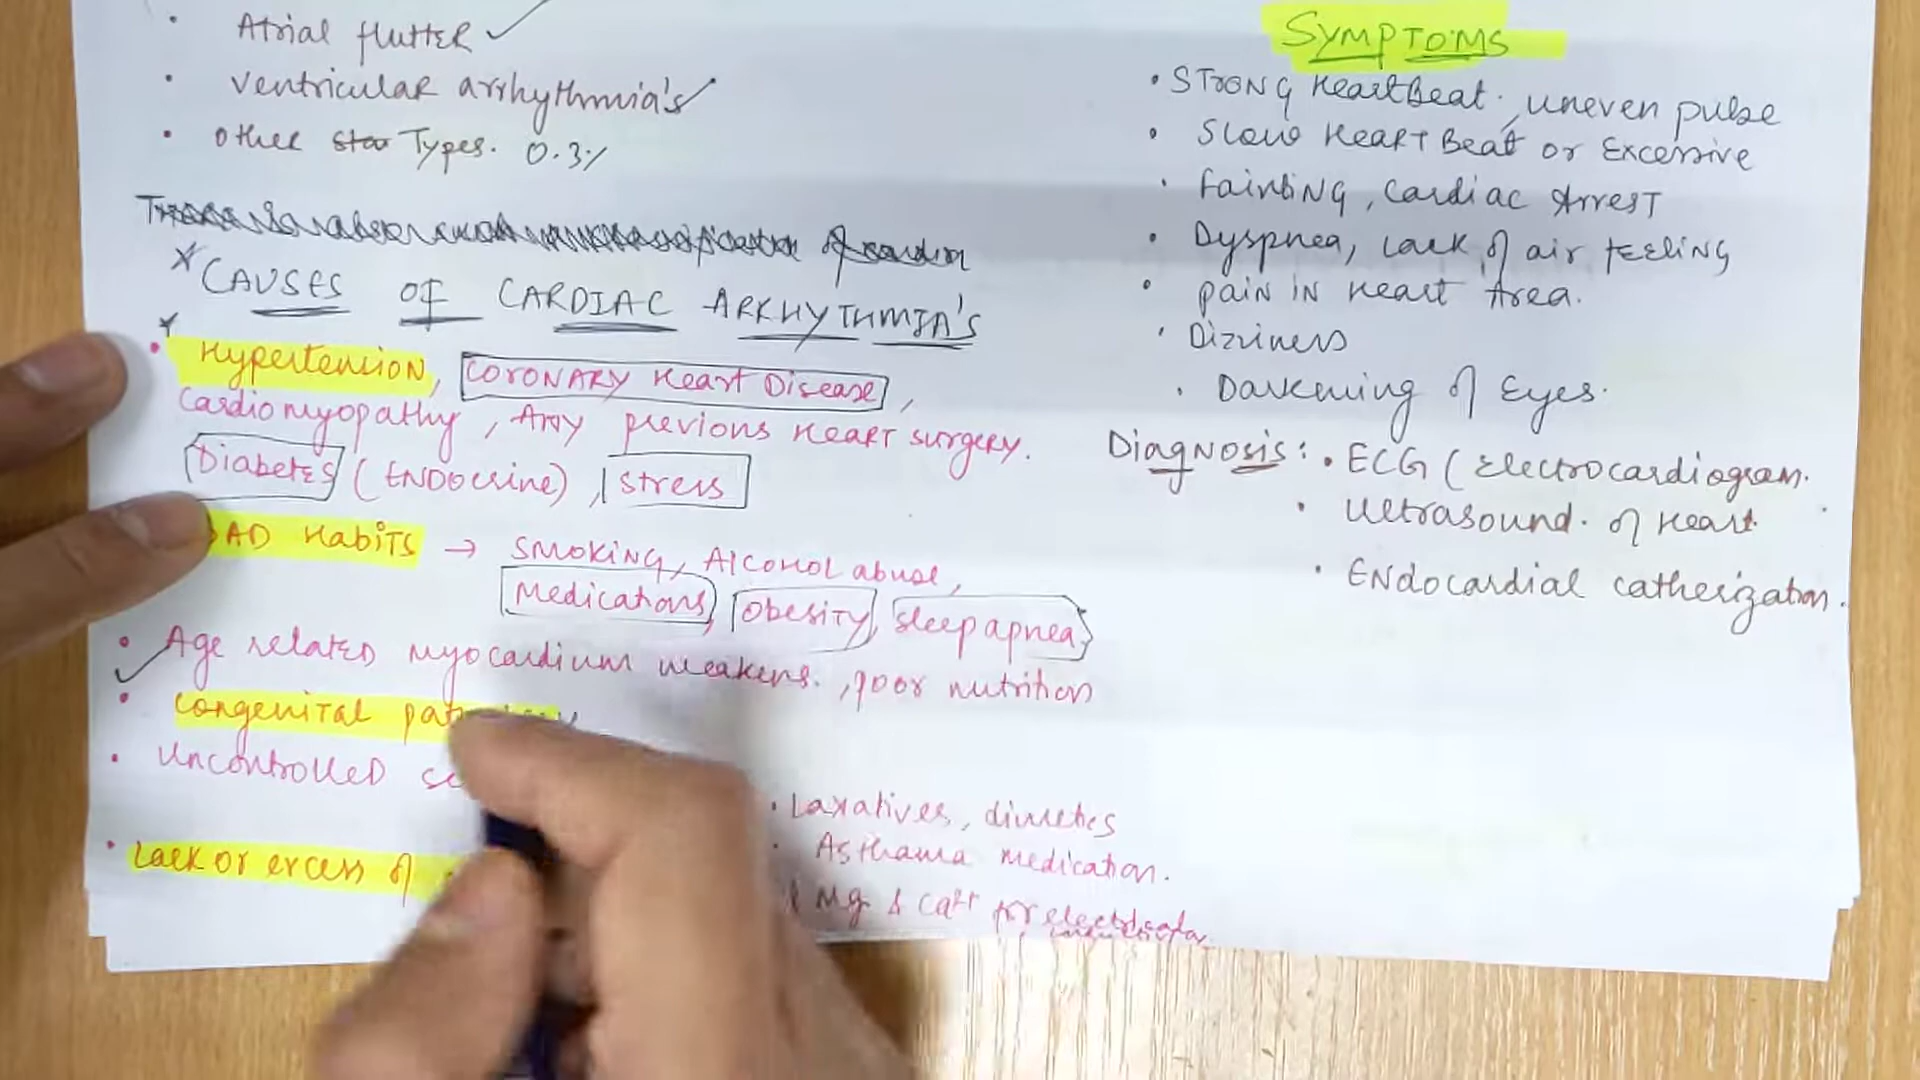 • Atrial flutter ✓
• ventricular arrhythmia's ✓
• other Types. 0.3%
* CAUSES OF CARDIAC ARRHYTHMIA'S
• Hypertension, CORONARY Heart Disease,
Cardiomyopathy, Any previous Heart surgery.
Diabetes (ENDOcrine), Stress
AD Habits → SMOKING, Alcohol abuse,
Medications, Obesity, Sleep apnea
• Age related myocardium weakens., poor nutrition
• Congenital
• Uncontrolled
• Lack or excess of
• Laxatives, diuretics
• Asthama medication.
Mg & Ca2+ for
SYMPTOMS
• STRONG HeartBeat, uneven pulse
• Slow HEART Beat or Excessive
• Fainting, Cardiac Arrest
• Dyspnea, lack of air feeling
• Pain IN Heart Area.
• Dizziness
• Darkening of Eyes.
Diagnosis: • ECG (Electrocardiogram.
• Ultrasound. of Heart
• ENdocardial catherization.